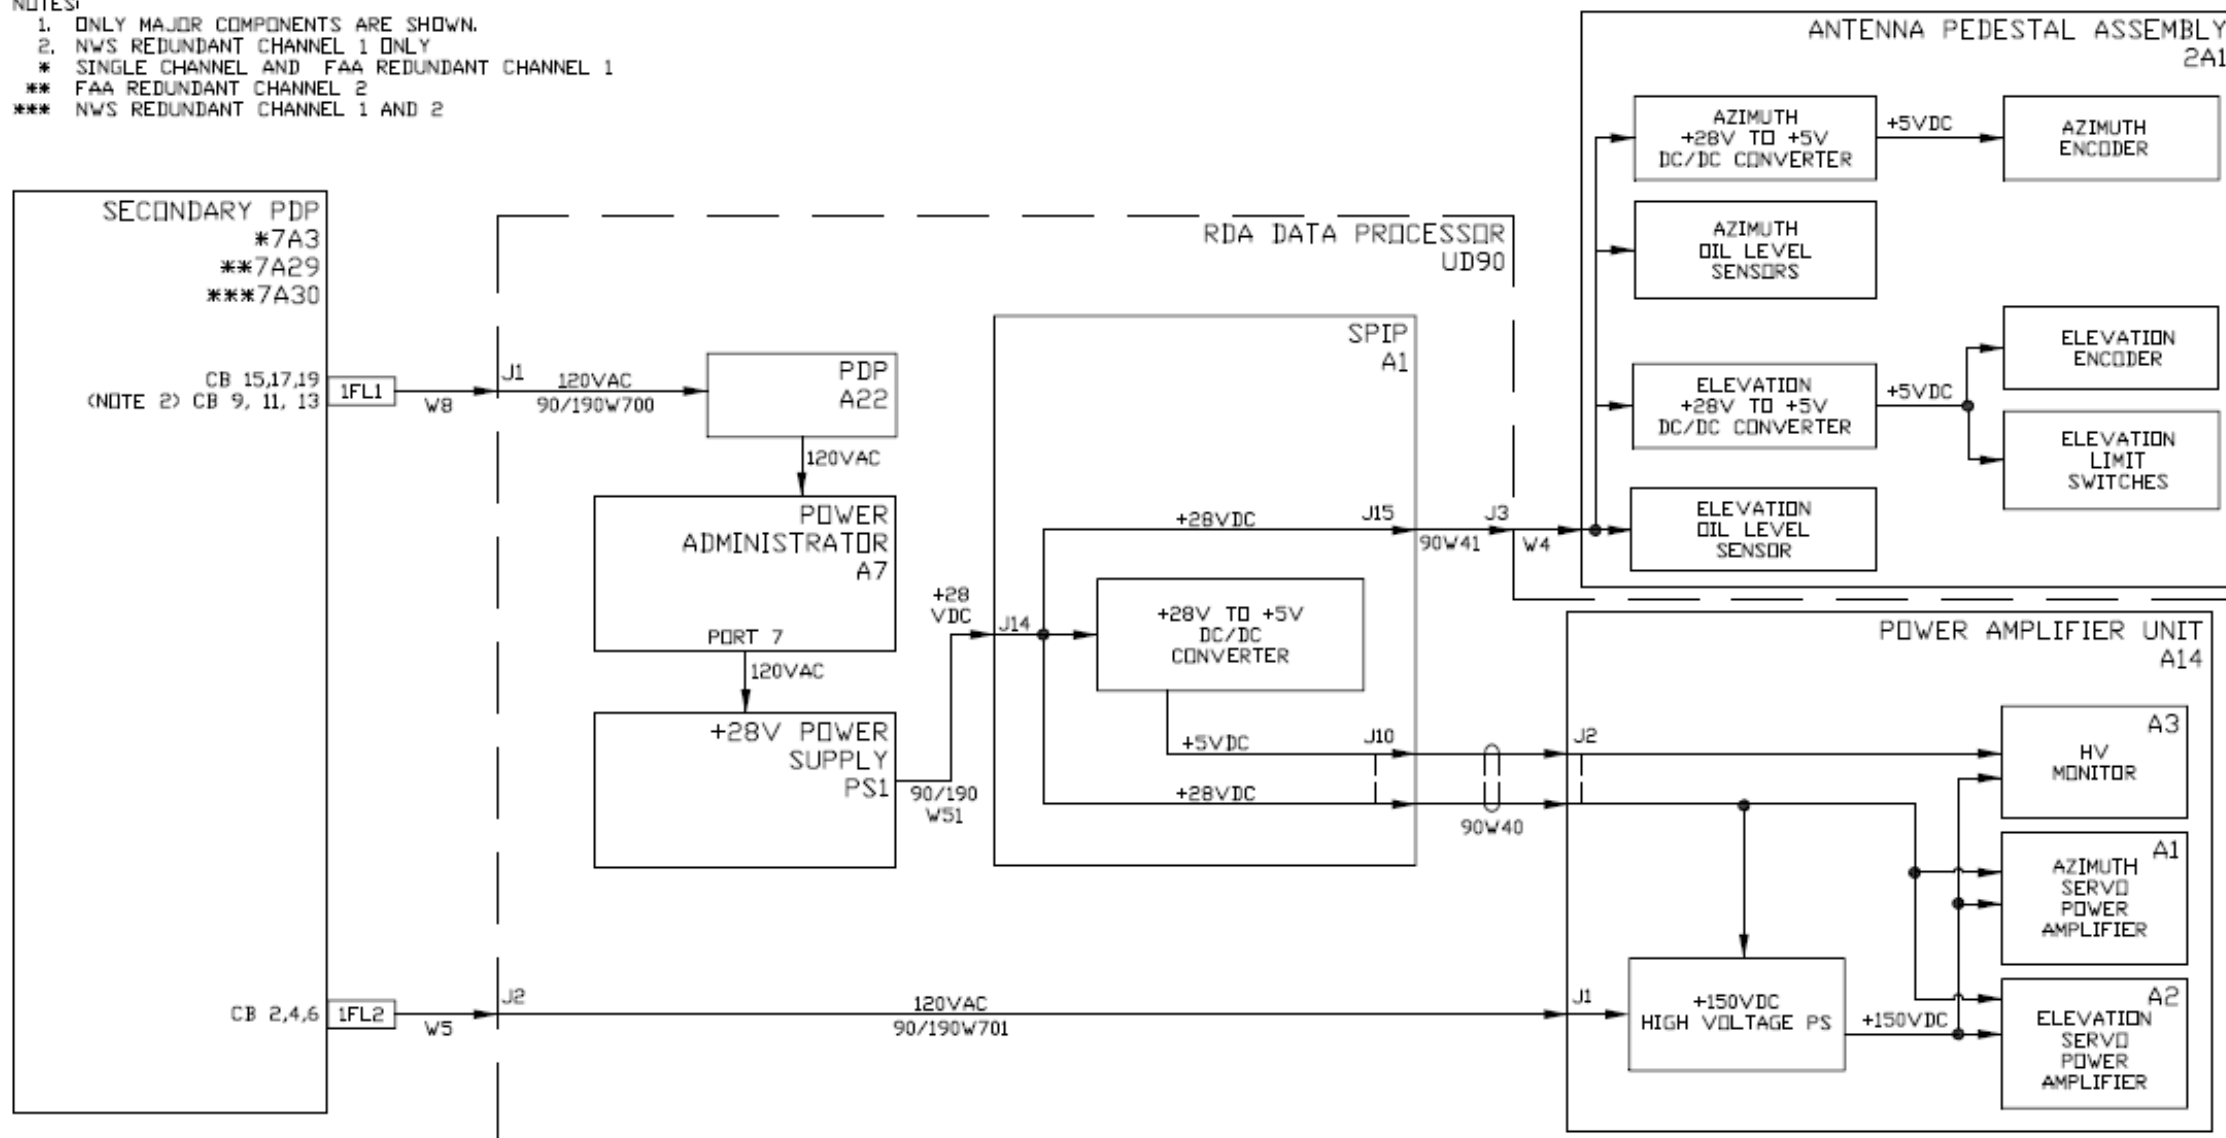 NOTES:
1. ONLY MAJOR COMPONENTS ARE SHOWN.
2. NWS REDUNDANT CHANNEL 1 ONLY
* SINGLE CHANNEL AND FAA REDUNDANT CHANNEL 1
** FAA REDUNDANT CHANNEL 2
*** NWS REDUNDANT CHANNEL 1 AND 2
SECONDARY PDP
*7A3
**7A29
***7A30
CB 15,17,19
(NOTE 2) CB 9, 11, 13
1FL1
W8
CB 2,4,6
1FL2
W5
RDA DATA PROCESSOR
UD90
J1
120VAC
90/190W700
PDP
A22
120VAC
POWER
ADMINISTRATOR
A7
PORT 7
120VAC
+28V POWER
SUPPLY
PS1
90/190
W51
+28
VDC
SPIP
A1
J14
+28VDC
J15
+28V TO +5V
DC/DC
CONVERTER
+5VDC
J10
+28VDC
90W41
J3
W4
90W40
J2
120VAC
90/190W701
ANTENNA PEDESTAL ASSEMBLY
2A1
AZIMUTH
+28V TO +5V
DC/DC CONVERTER
+5VDC
AZIMUTH
ENCODER
AZIMUTH
OIL LEVEL
SENSORS
ELEVATION
+28V TO +5V
DC/DC CONVERTER
+5VDC
ELEVATION
ENCODER
ELEVATION
LIMIT
SWITCHES
ELEVATION
OIL LEVEL
SENSOR
POWER AMPLIFIER UNIT
A14
J2
A3
HV
MONITOR
A1
AZIMUTH
SERVO
POWER
AMPLIFIER
J1
+150VDC
HIGH VOLTAGE PS
+150VDC
A2
ELEVATION
SERVO
POWER
AMPLIFIER